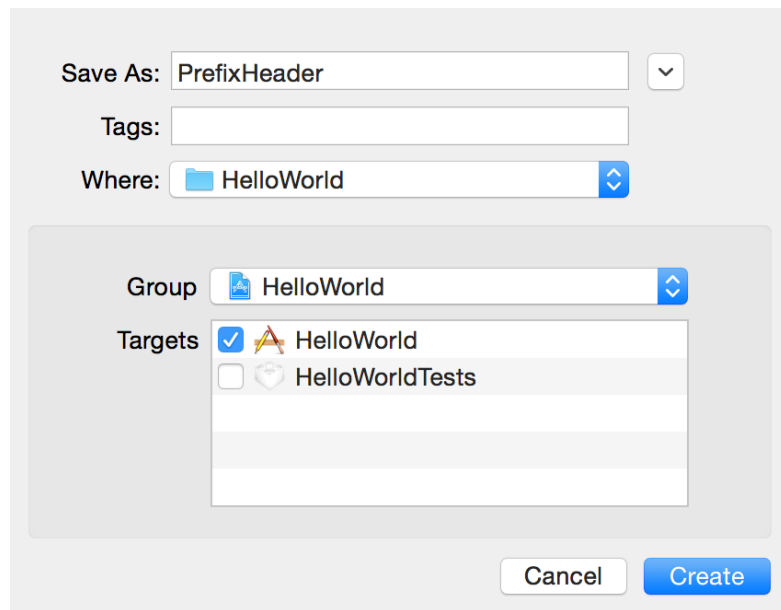 Save As: PrefixHeader
Tags:
Where: HelloWorld
Group HelloWorld
Targets HelloWorld
HelloWorldTests
Cancel Create